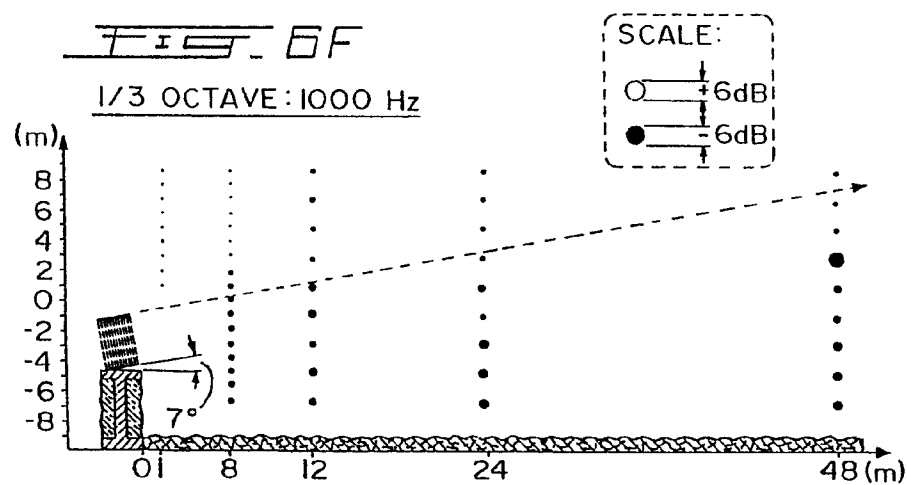 FIG. 6F
SCALE:
+6dB
-6dB
1/3 OCTAVE: 1000 Hz
(m)
8
6
4
2
0
-2
-4
-6
-8
7°
0 1 8 12 24 48 (m)